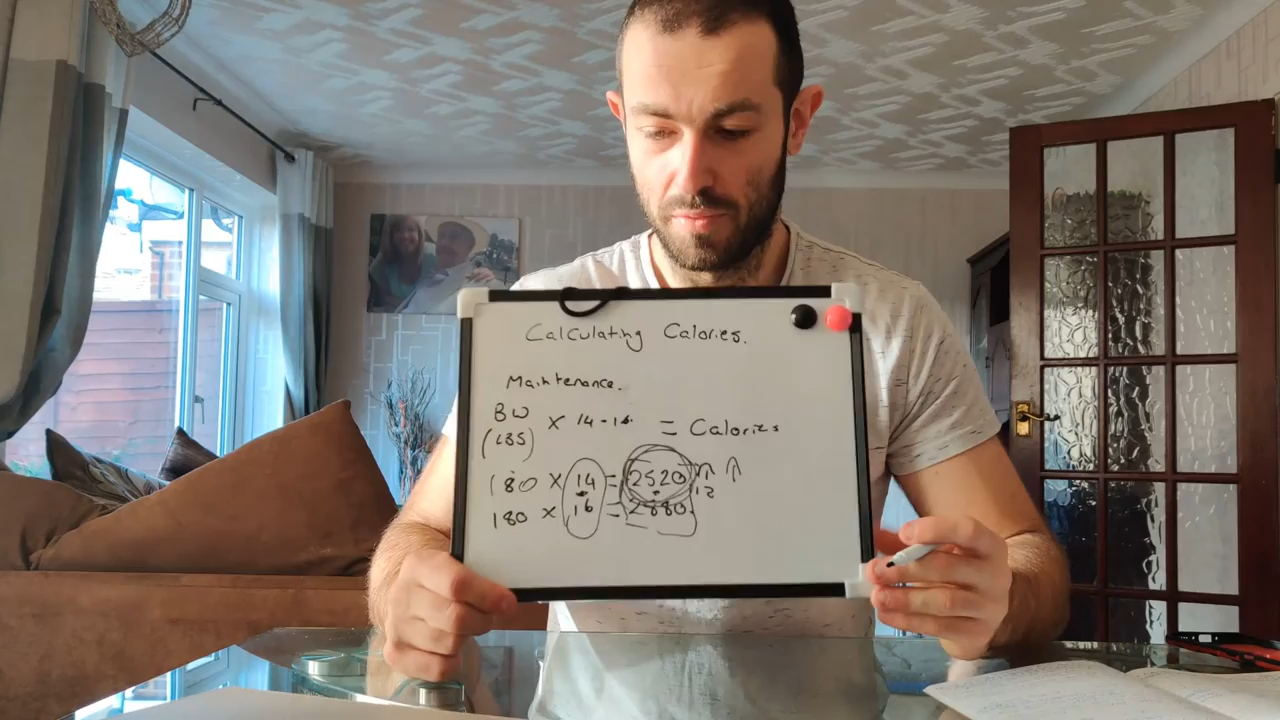 Calculating Calories.
Maintenance.
BW
(LBS) × 14-16 = Calories
180 × 14 = 2520 ↑
12
180 × 16 = 2880